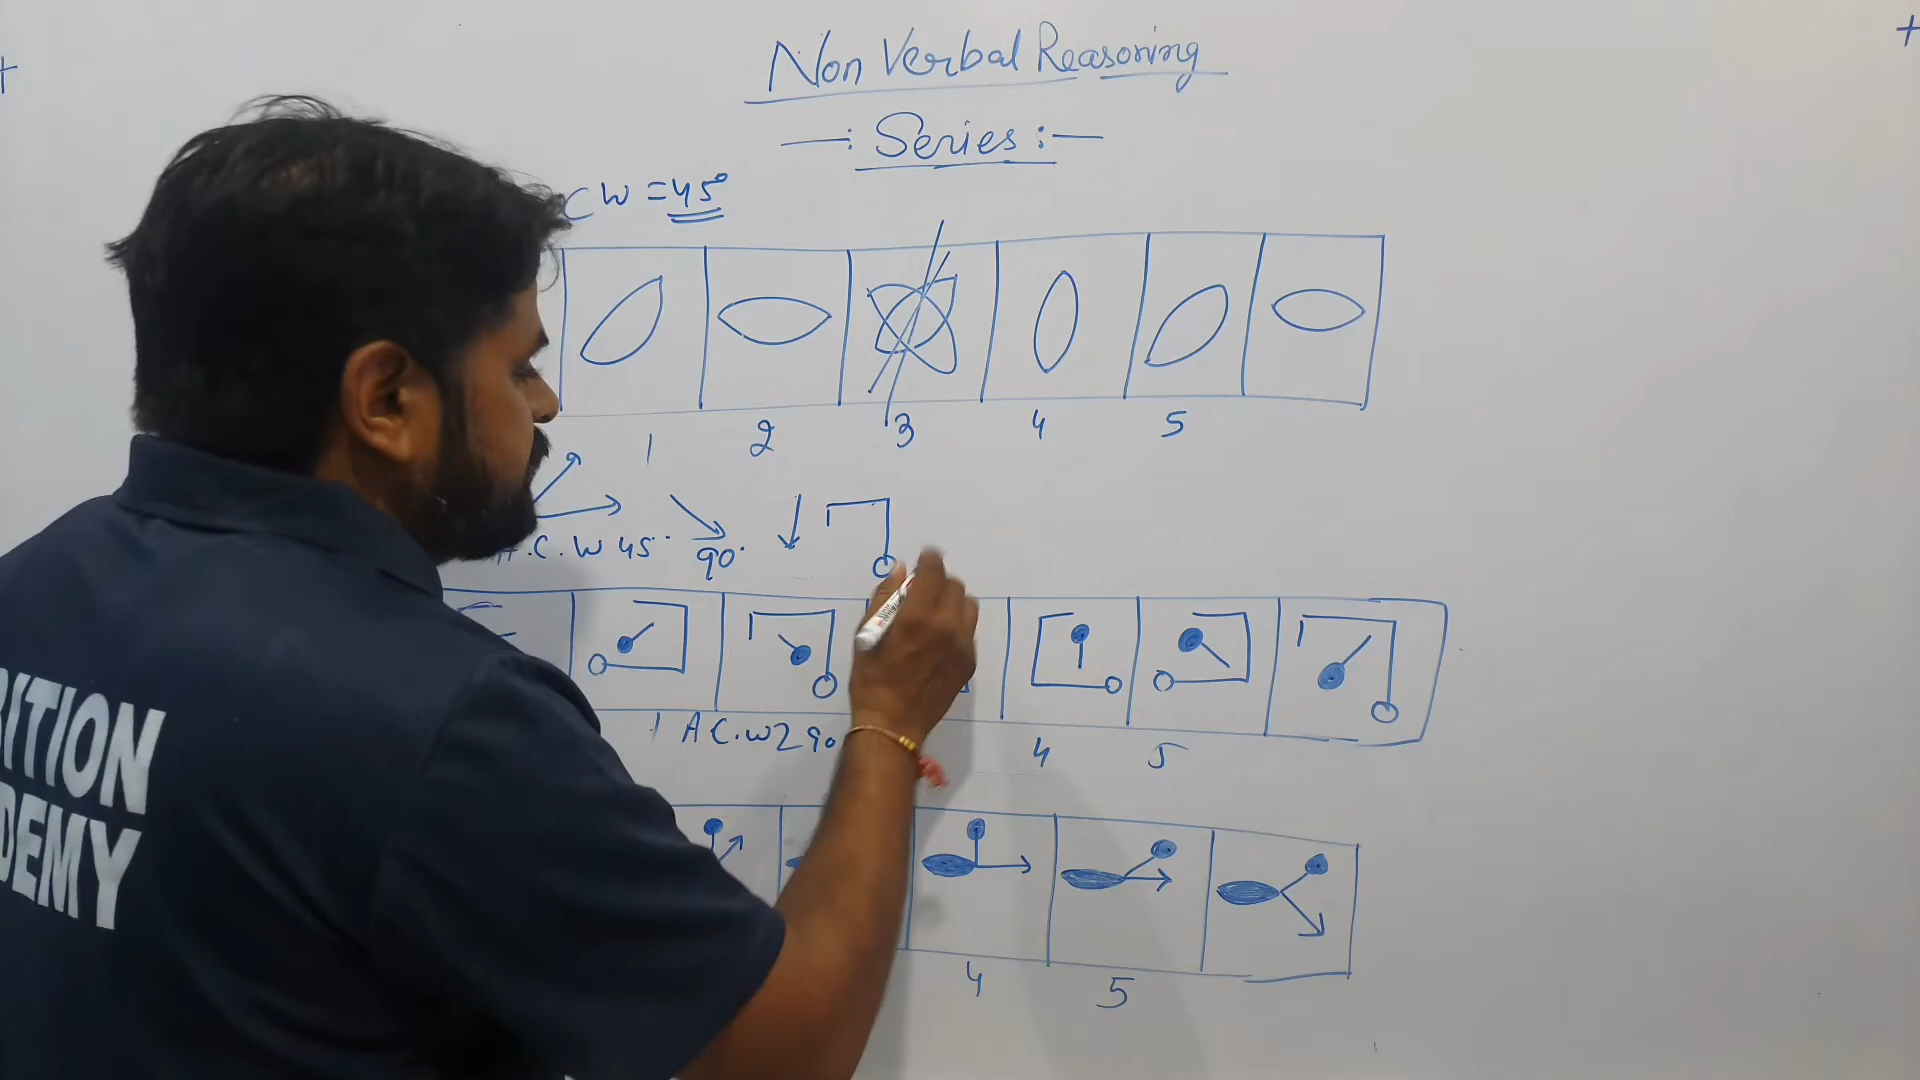 Non Verbal Reasoning
—: Series :—
CW = 45°
1 2 3 4 5
.C.W 45° 90°
1 A C.W 2 90 4 5
4 5
BITION
DEMY